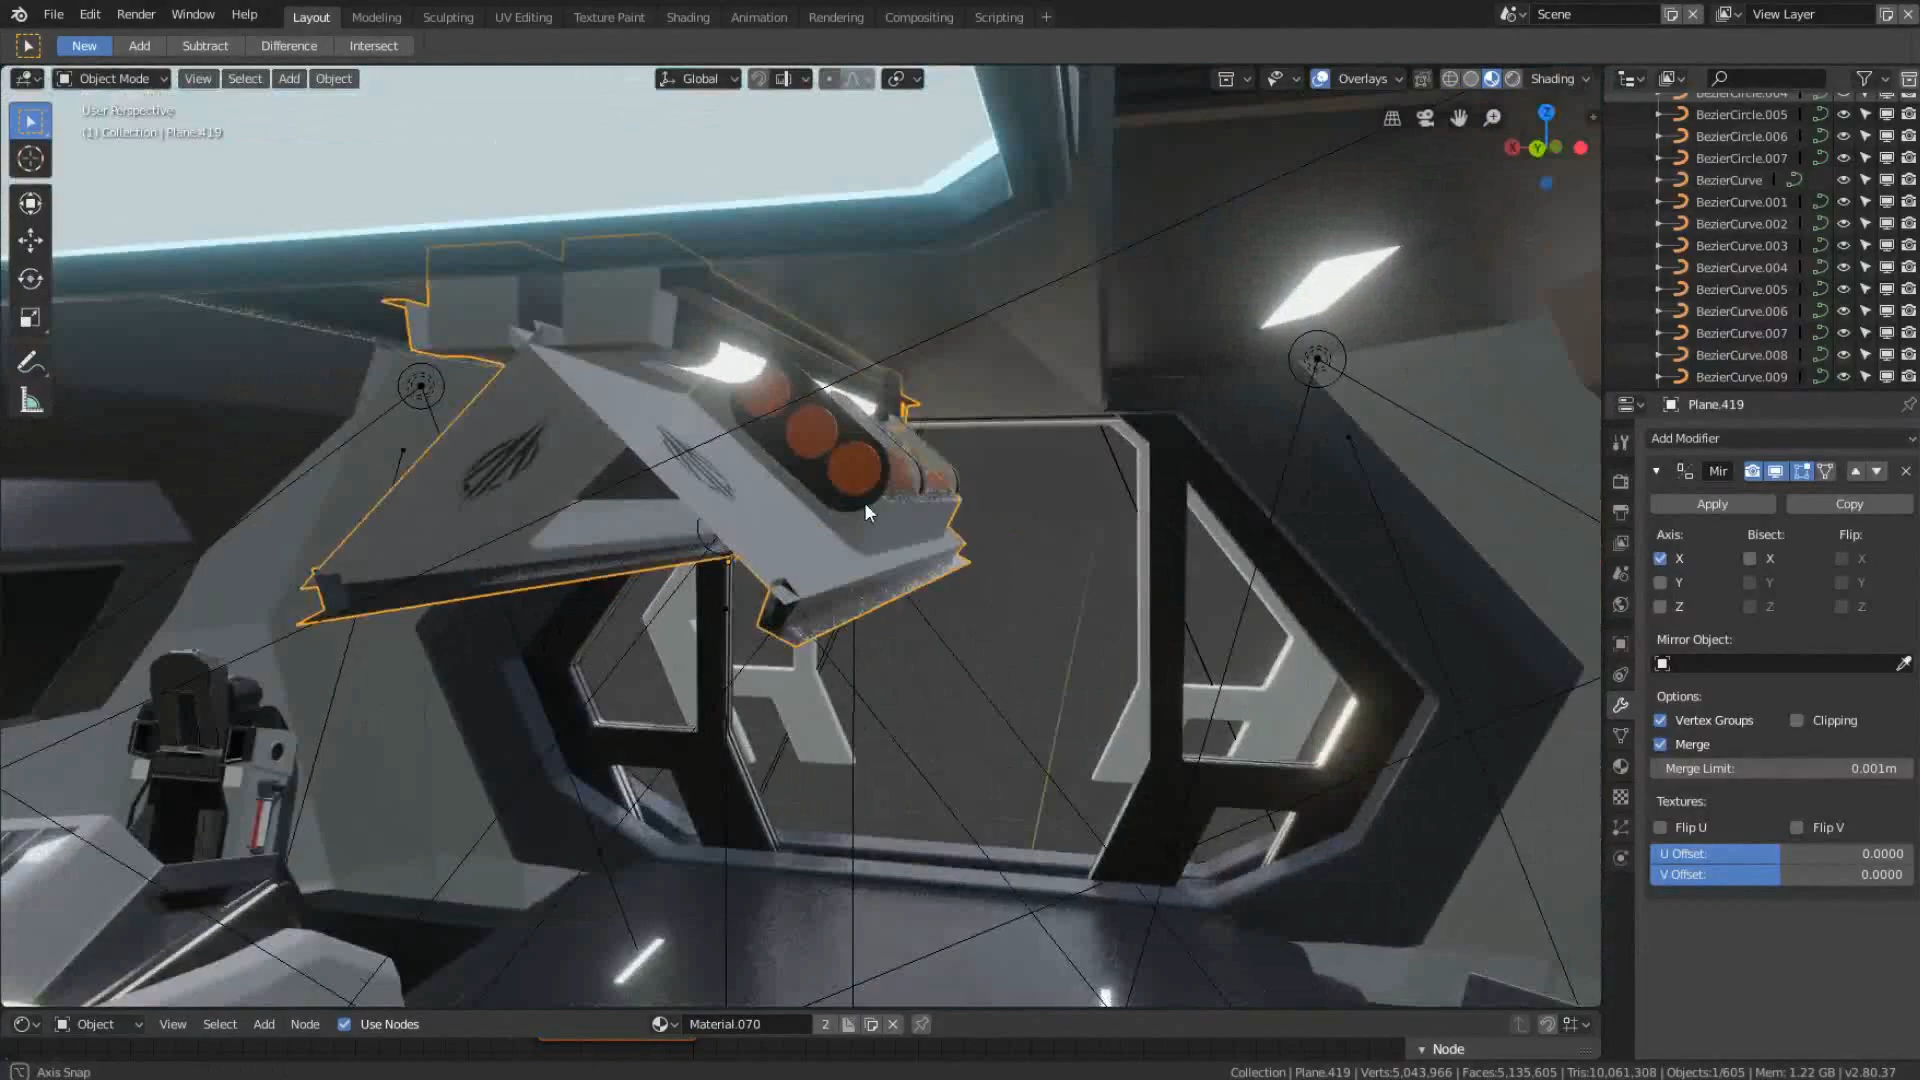 File Edit Render Window Help Layout Modeling Sculpting UV Editing Texture Paint Shading Animation Rendering Compositing Scripting + Scene View Layer
New Add Subtract Difference Intersect
Object Mode View Select Add Object Global Overlays Shading
User Perspective
(1) Collection | Plane.419
X Y Z
BezierCircle.004
BezierCircle.005
BezierCircle.006
BezierCircle.007
BezierCurve
BezierCurve.001
BezierCurve.002
BezierCurve.003
BezierCurve.004
BezierCurve.005
BezierCurve.006
BezierCurve.007
BezierCurve.008
BezierCurve.009
Plane.419
Add Modifier
Mir
Apply Copy
Axis: Bisect: Flip:
X X X
Y Y Y
Z Z Z
Mirror Object:
Options:
Vertex Groups Clipping
Merge
Merge Limit: 0.001m
Textures:
Flip U Flip V
U Offset: 0.0000
V Offset: 0.0000
Object View Select Add Node Use Nodes Material.070 2
Node
Axis Snap Collection | Plane.419 | Verts:5,043,966 | Faces:5,135,605 | Tris:10,061,308 | Objects:1/605 | Mem: 1.22 GB | v2.80.37